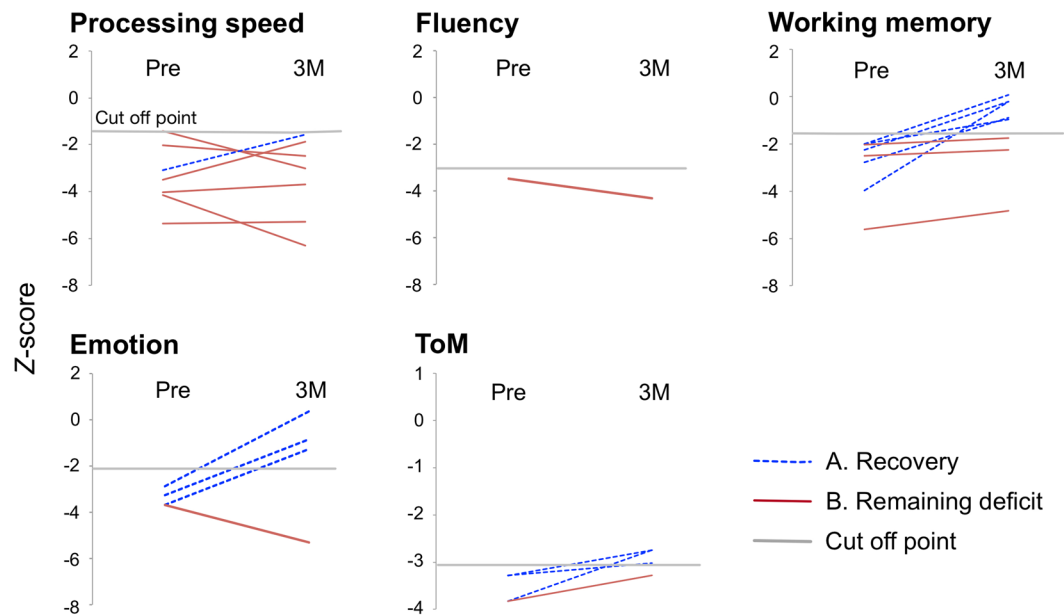 Processing speed
2
0
-2
-4
-6
-8
Pre 3M
Cut off point
Fluency
2
0
-2
-4
-6
-8
Pre 3M
Working memory
2
0
-2
-4
-6
-8
Pre 3M
Z-score
Emotion
2
0
-2
-4
-6
-8
Pre 3M
ToM
1
0
-1
-2
-3
-4
Pre 3M
A. Recovery
B. Remaining deficit
Cut off point